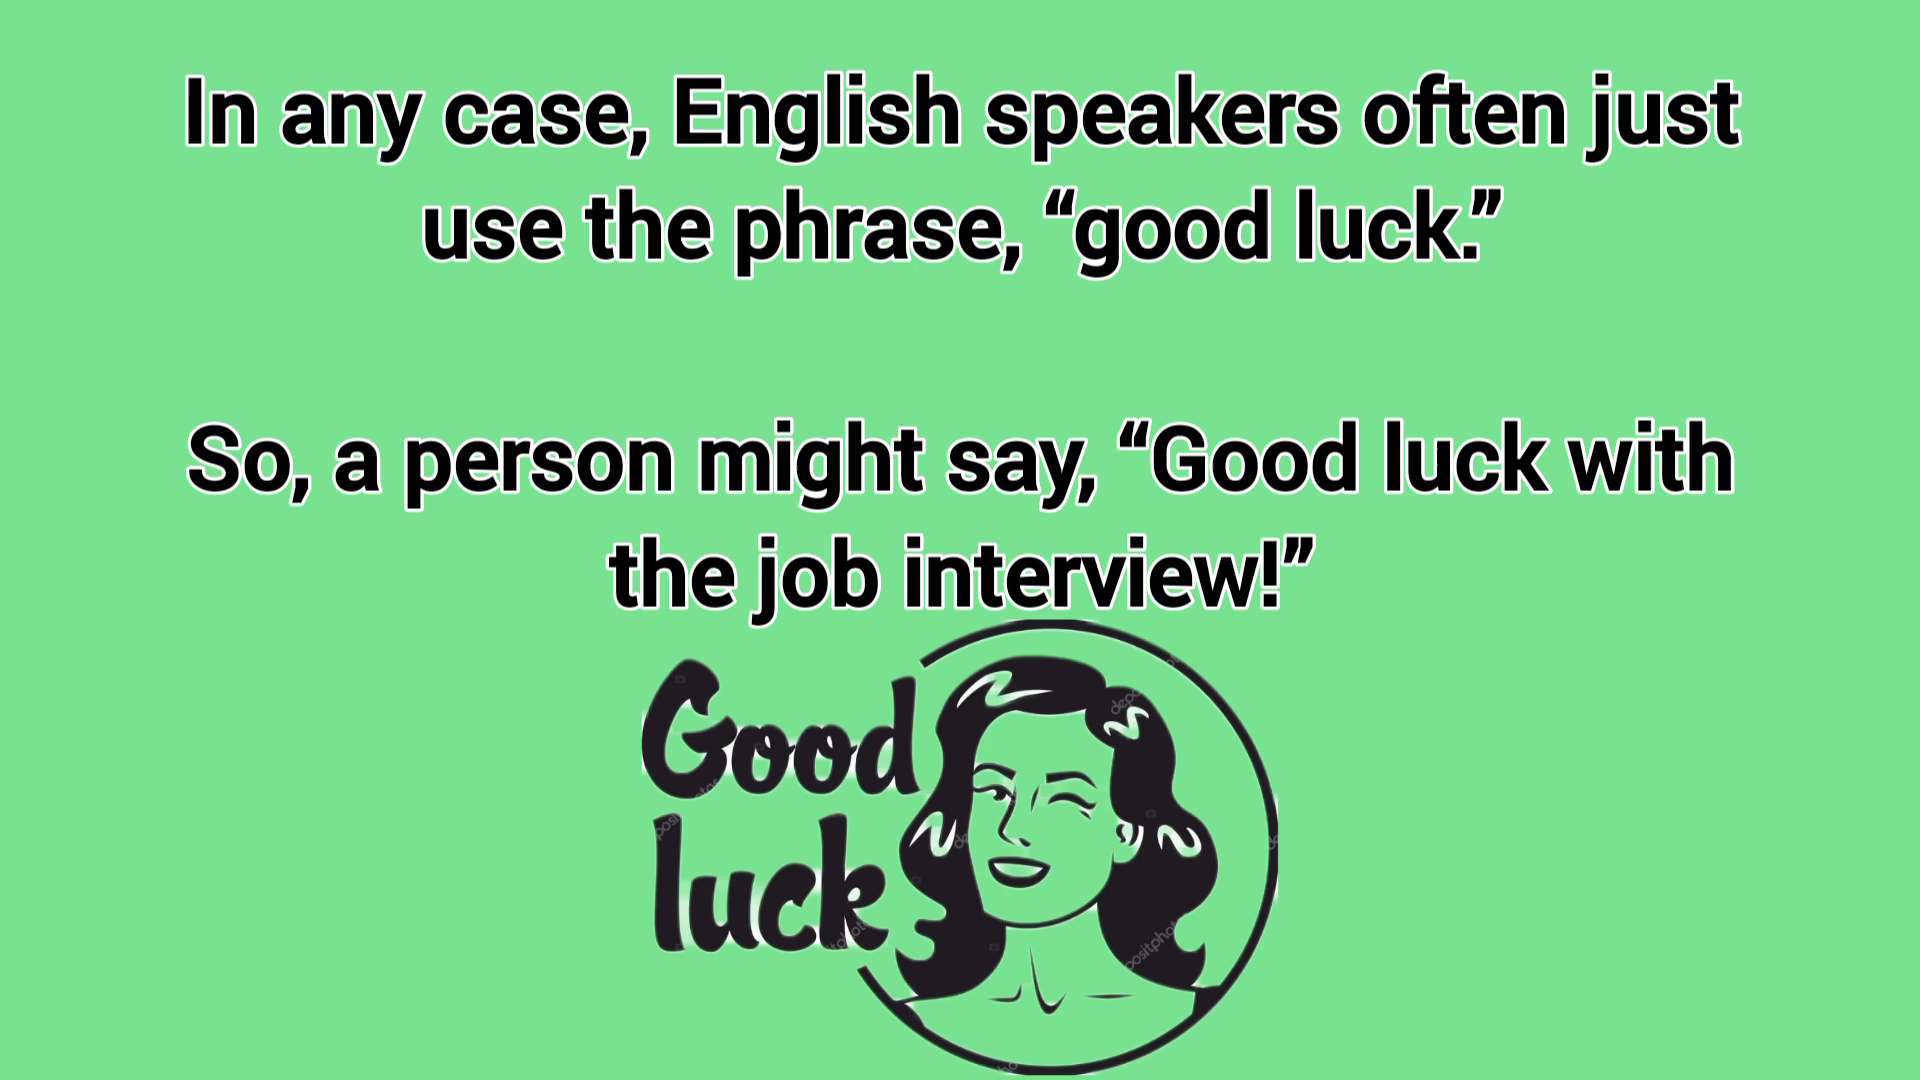 In any case, English speakers often just
use the phrase, “good luck.”
So, a person might say, “Good luck with
the job interview!”
Good
luck